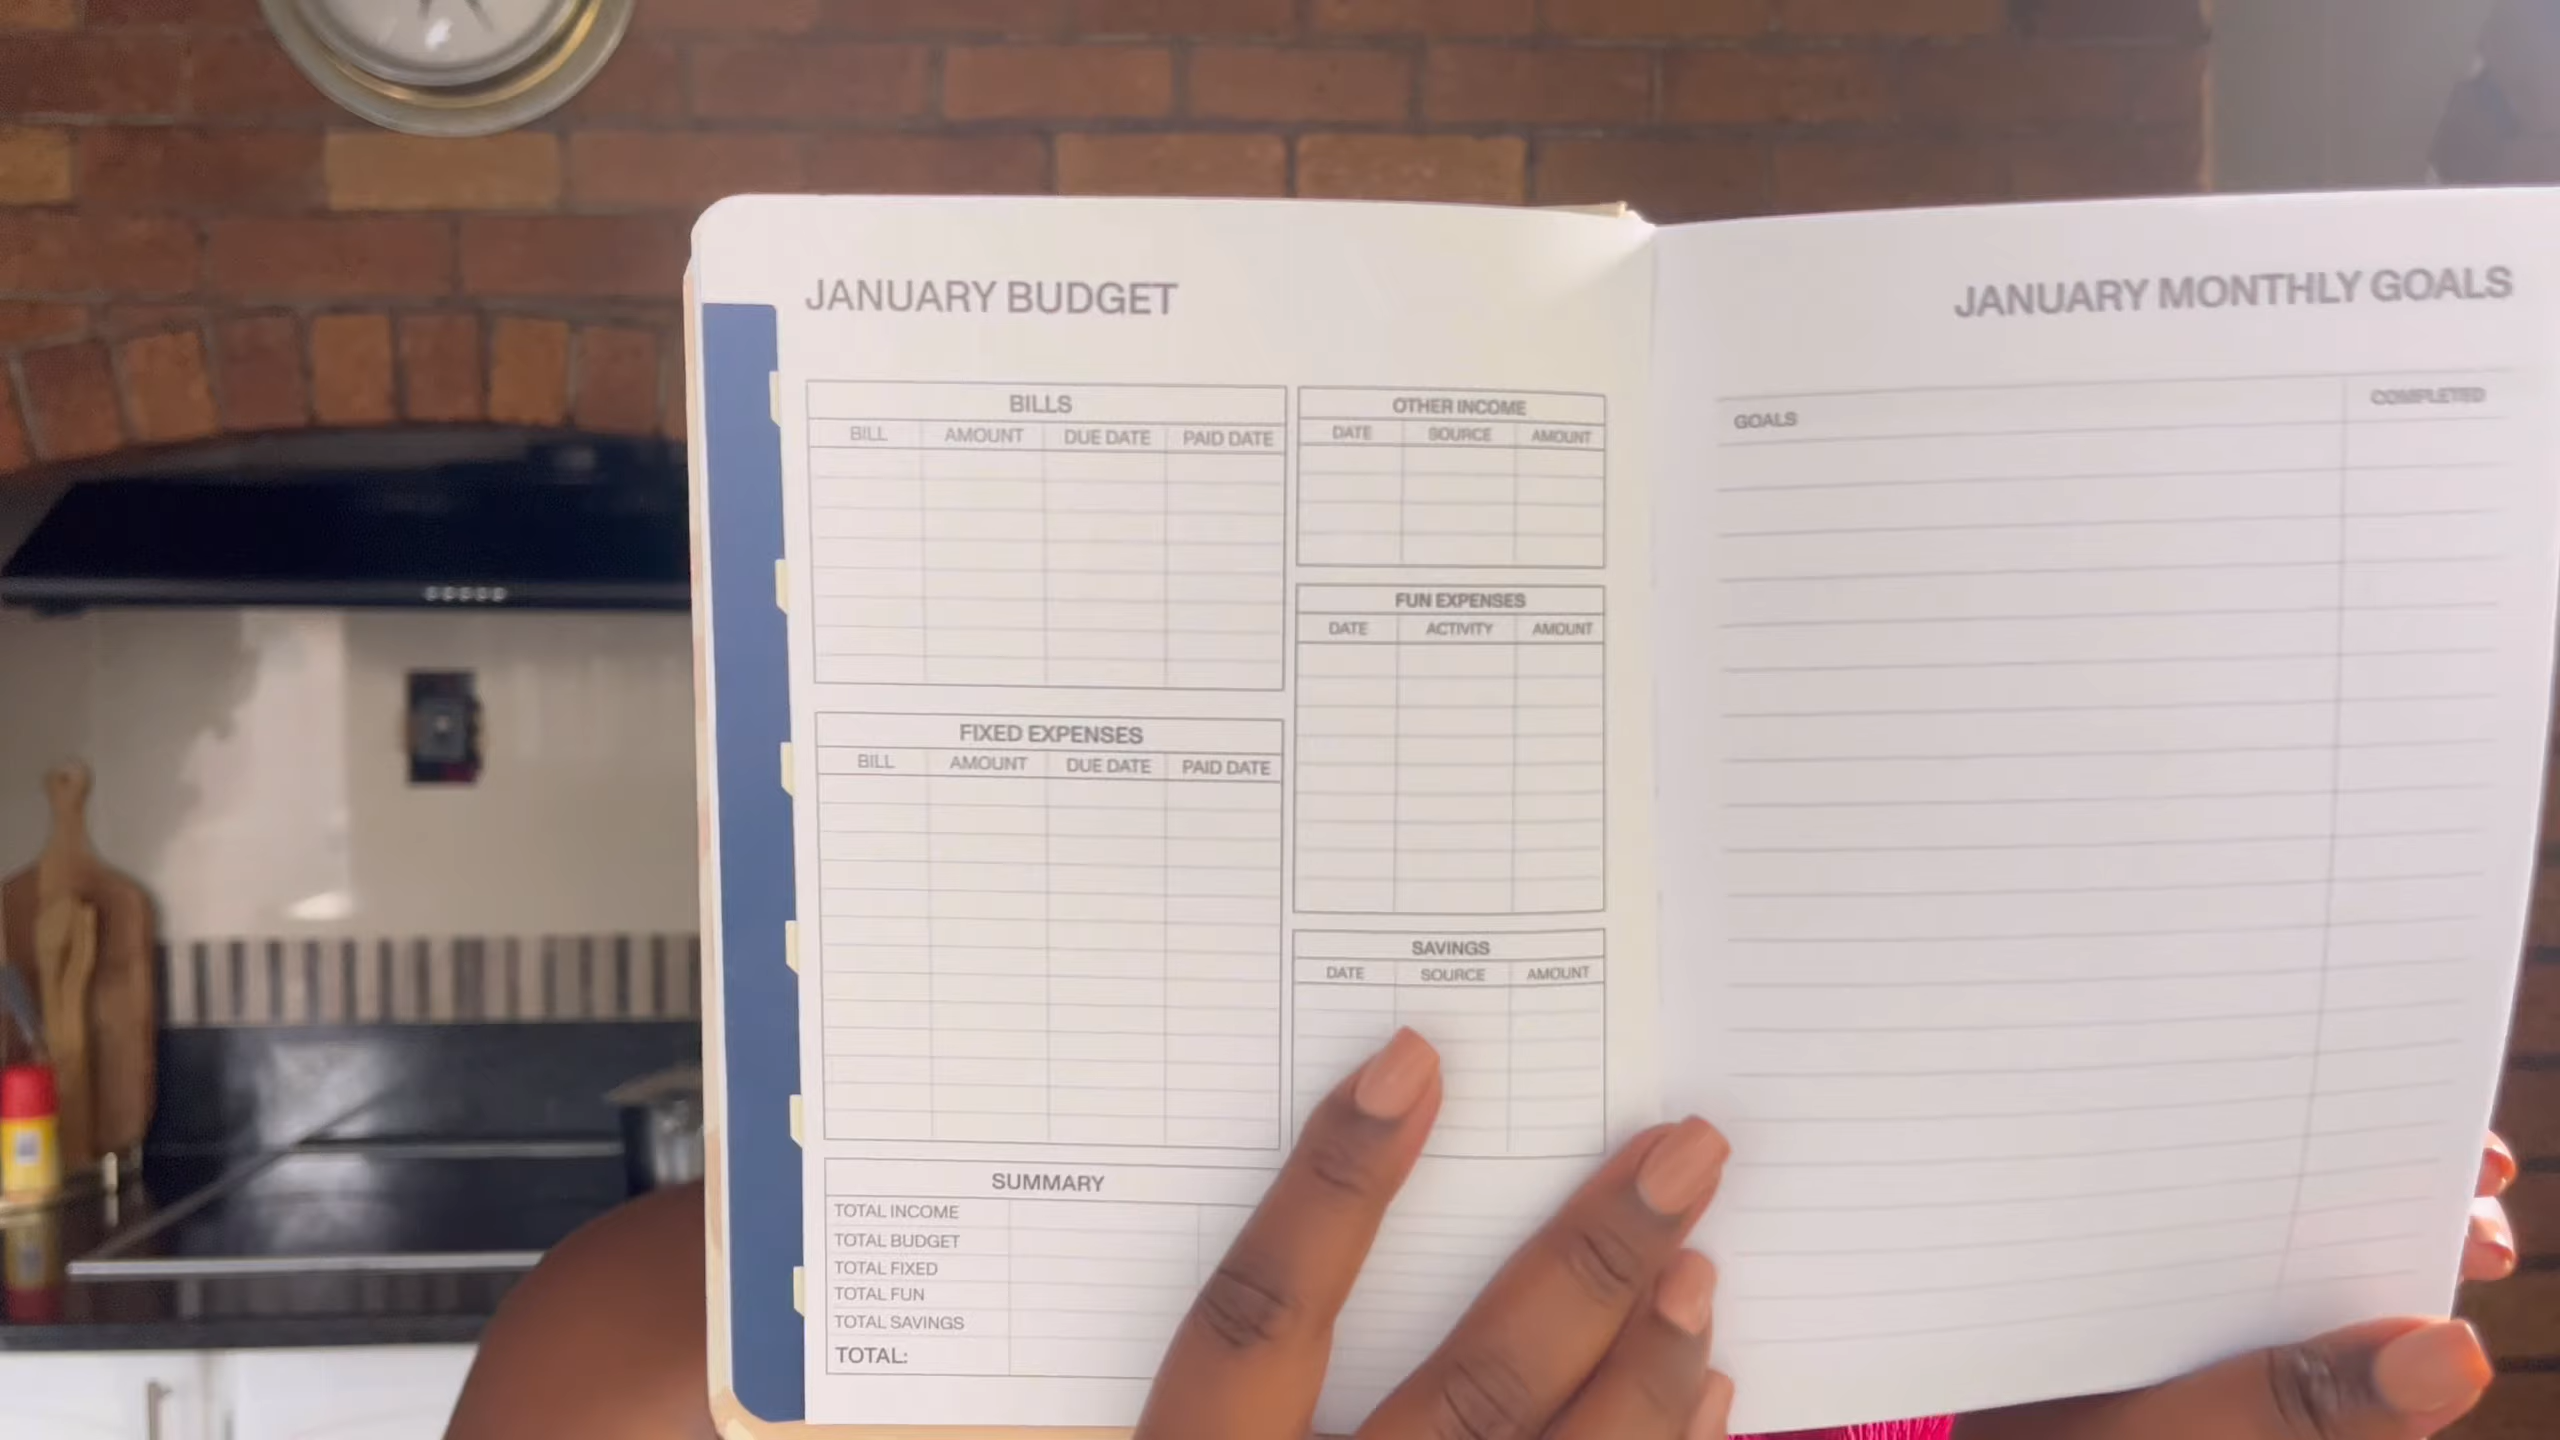 JANUARY BUDGET
BILLS
BILL AMOUNT DUE DATE PAID DATE
FIXED EXPENSES
BILL AMOUNT DUE DATE PAID DATE
SUMMARY
TOTAL INCOME
TOTAL BUDGET
TOTAL FIXED
TOTAL FUN
TOTAL SAVINGS
TOTAL:
OTHER INCOME
DATE SOURCE AMOUNT
FUN EXPENSES
DATE ACTIVITY AMOUNT
SAVINGS
DATE SOURCE AMOUNT
JANUARY MONTHLY GOALS
GOALS COMPLETED